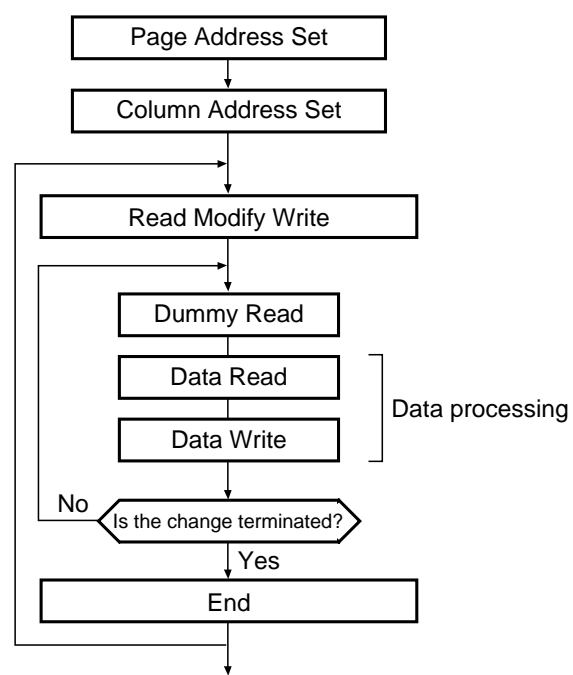 Page Address Set
Column Address Set
Read Modify Write
Dummy Read
Data Read
Data processing
Data Write
No
Is the change terminated?
Yes
End